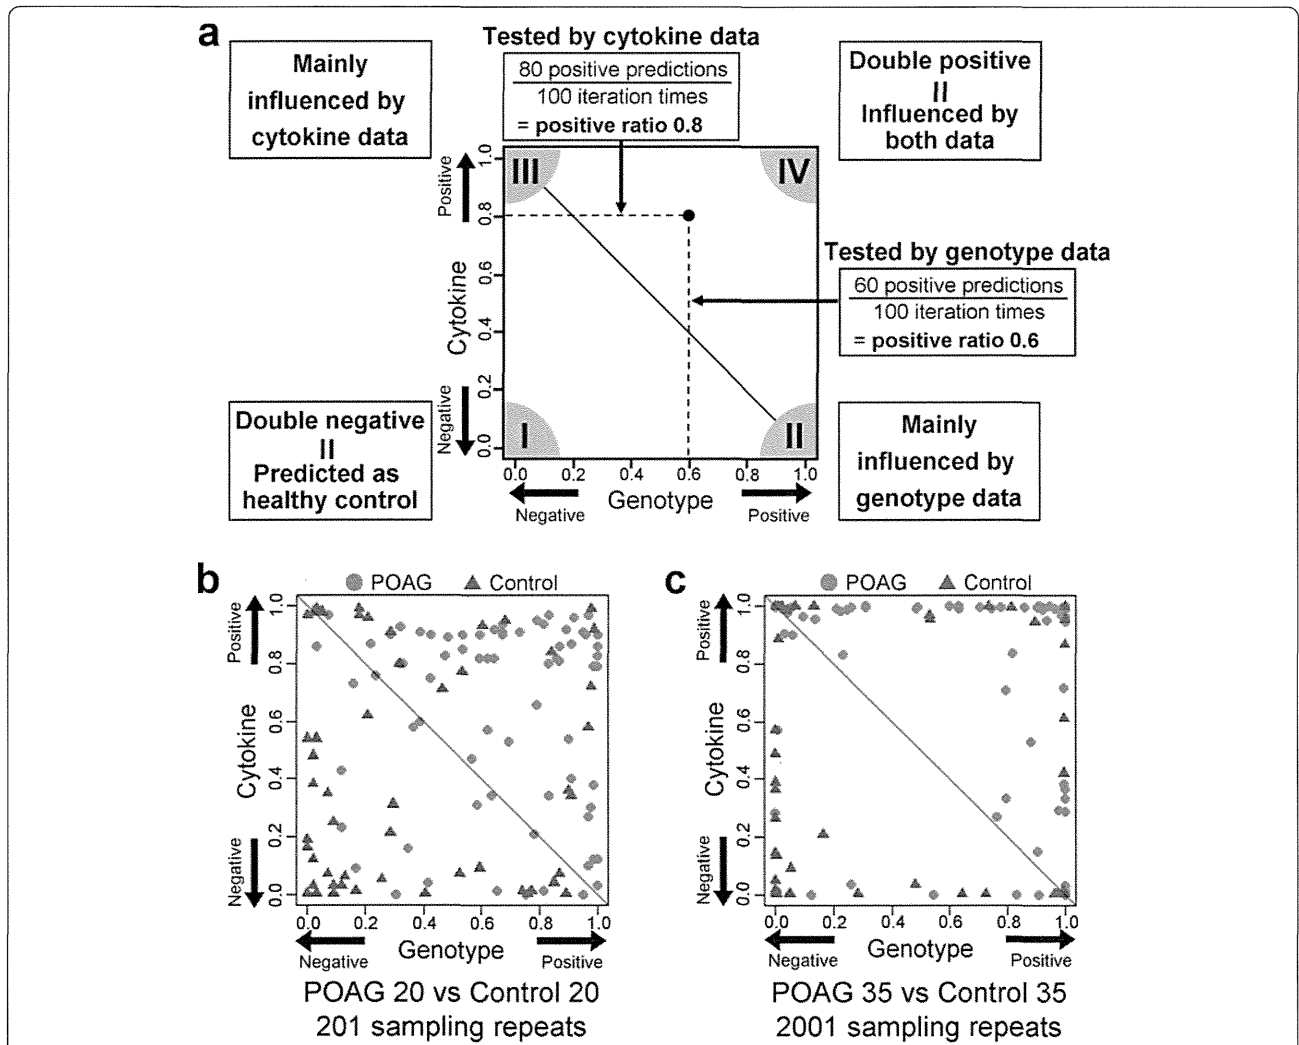 a
Mainly
influenced by
cytokine data
Tested by cytokine data
80 positive predictions
100 iteration times
= positive ratio 0.8
Double positive
=
Influenced by
both data
III
IV
I
II
Positive
Cytokine
Negative
1.0
0.8
0.6
0.4
0.2
0.0
0.0 0.2 0.4 0.6 0.8 1.0
Negative
Genotype
Positive
Tested by genotype data
60 positive predictions
100 iteration times
= positive ratio 0.6
Double negative
=
Predicted as
healthy control
Mainly
influenced by
genotype data
b
POAG Control
Positive
Cytokine
Negative
1.0
0.8
0.6
0.4
0.2
0.0
0.0 0.2 0.4 0.6 0.8 1.0
Negative
Genotype
Positive
POAG 20 vs Control 20
201 sampling repeats
c
POAG Control
Positive
Cytokine
Negative
1.0
0.8
0.6
0.4
0.2
0.0
0.0 0.2 0.4 0.6 0.8 1.0
Negative
Genotype
Positive
POAG 35 vs Control 35
2001 sampling repeats